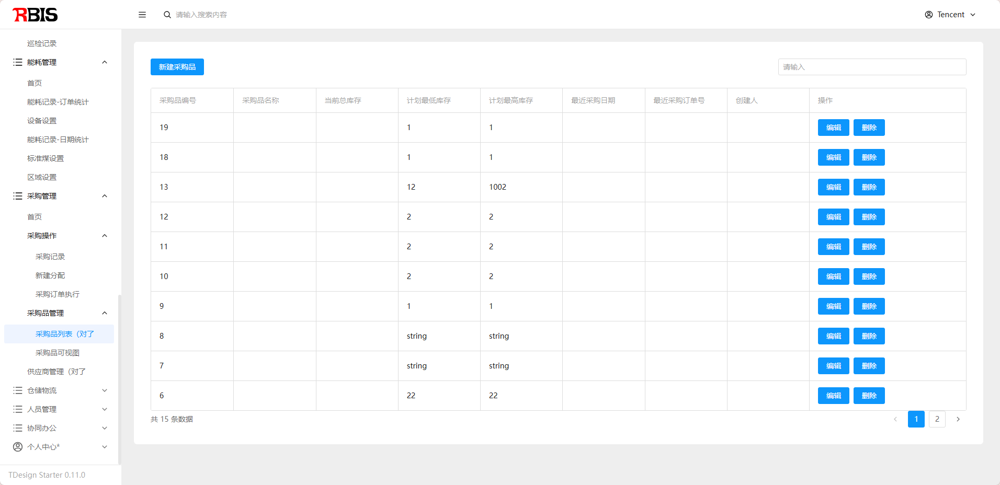 RBIS
请输入搜索内容
Tencent
巡检记录
能耗管理
首页
能耗记录-订单统计
设备设置
能耗记录-日期统计
标准煤设置
区域设置
采购管理
首页
采购操作
采购记录
新建分配
采购订单执行
采购品管理
采购品列表（对了
采购品可视图
供应商管理（对了
仓储物流
人员管理
协同办公
个人中心*
TDesign Starter 0.11.0
新建采购品
请输入
采购品编号 采购品名称 当前总库存 计划最低库存 计划最高库存 最近采购日期 最近采购订单号 创建人 操作
19 1 1 编辑 删除
18 1 1 编辑 删除
13 12 1002 编辑 删除
12 2 2 编辑 删除
11 2 2 编辑 删除
10 2 2 编辑 删除
9 1 1 编辑 删除
8 string string 编辑 删除
7 string string 编辑 删除
6 22 22 编辑 删除
共 15 条数据
1 2